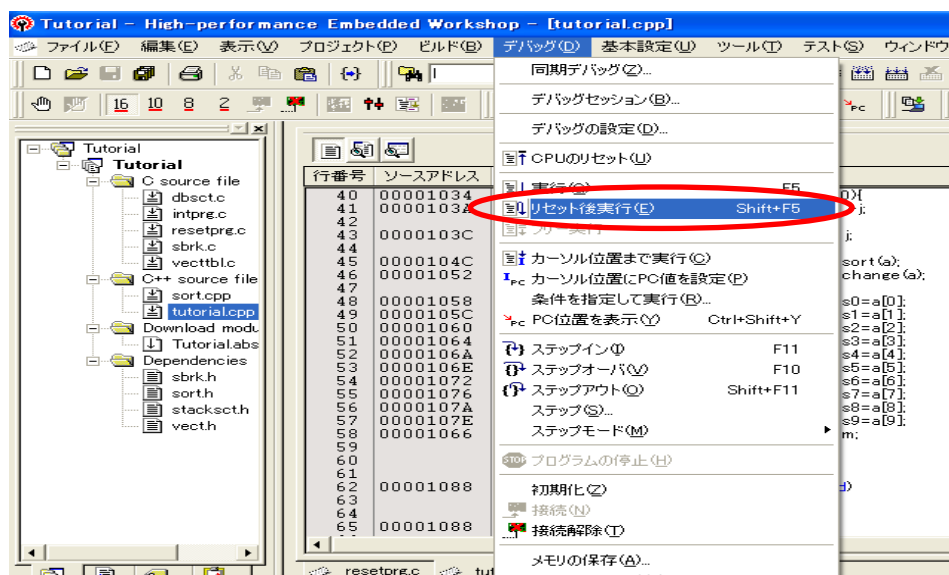 Tutorial - High-performance Embedded Workshop - [tutorial.cpp]
ファイル(F) 編集(E) 表示(V) プロジェクト(P) ビルド(B) デバッグ(D) 基本設定(U) ツール(T) テスト(S) ウィンドウ
16 10 8 2
Tutorial
Tutorial
C source file
dbsct.c
intprg.c
resetprg.c
sbrk.c
vecttbl.c
C++ source file
sort.cpp
tutorial.cpp
Download modu
Tutorial.abs
Dependencies
sbrk.h
sort.h
stacksct.h
vect.h
行番号 ソースアドレス
40 00001034
41 0000103A
42
43 0000103C
44
45 0000104C
46 00001052
47
48 00001058
49 0000105C
50 00001060
51 00001064
52 0000106A
53 0000106E
54 00001072
55 00001076
56 0000107A
57 0000107E
58 00001066
59
60
61
62 00001088
63
64
65 00001088
同期デバッグ(Z)...
デバッグセッション(B)...
デバッグの設定(D)...
CPUのリセット(U)
実行(G) F5
リセット後実行(E) Shift+F5
フリー実行
カーソル位置まで実行(C)
カーソル位置にPC値を設定(P)
条件を指定して実行(R)...
PC位置を表示(Y) Ctrl+Shift+Y
ステップイン(I) F11
ステップオーバ(V) F10
ステップアウト(O) Shift+F11
ステップ(S)...
ステップモード(M)
STOP プログラムの停止(H)
初期化(Z)
接続(N)
接続解除(T)
メモリの保存(A)...
PC
j;
j;
sort(a);
change(a);
s0=a[0];
s1=a[1];
s2=a[2];
s3=a[3];
s4=a[4];
s5=a[5];
s6=a[6];
s7=a[7];
s8=a[8];
s9=a[9];
m;
resetprg.c tut